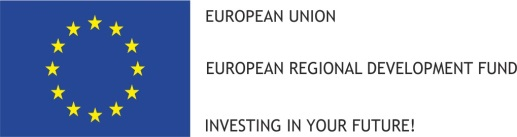 EUROPEAN UNION
EUROPEAN REGIONAL DEVELOPMENT FUND
INVESTING IN YOUR FUTURE!